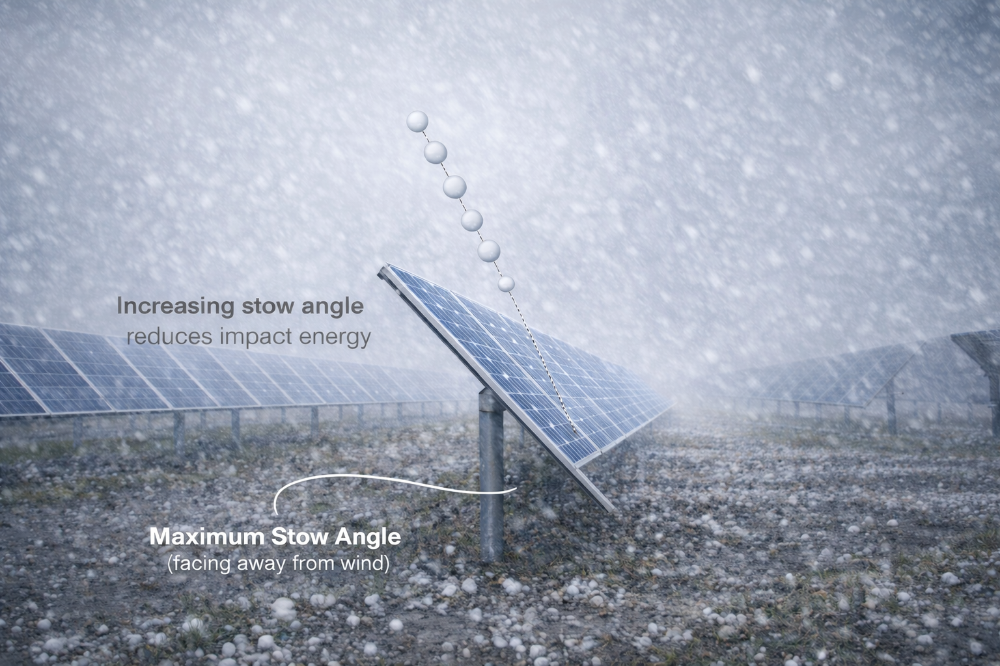 Increasing stow angle
reduces impact energy
Maximum Stow Angle
(facing away from wind)